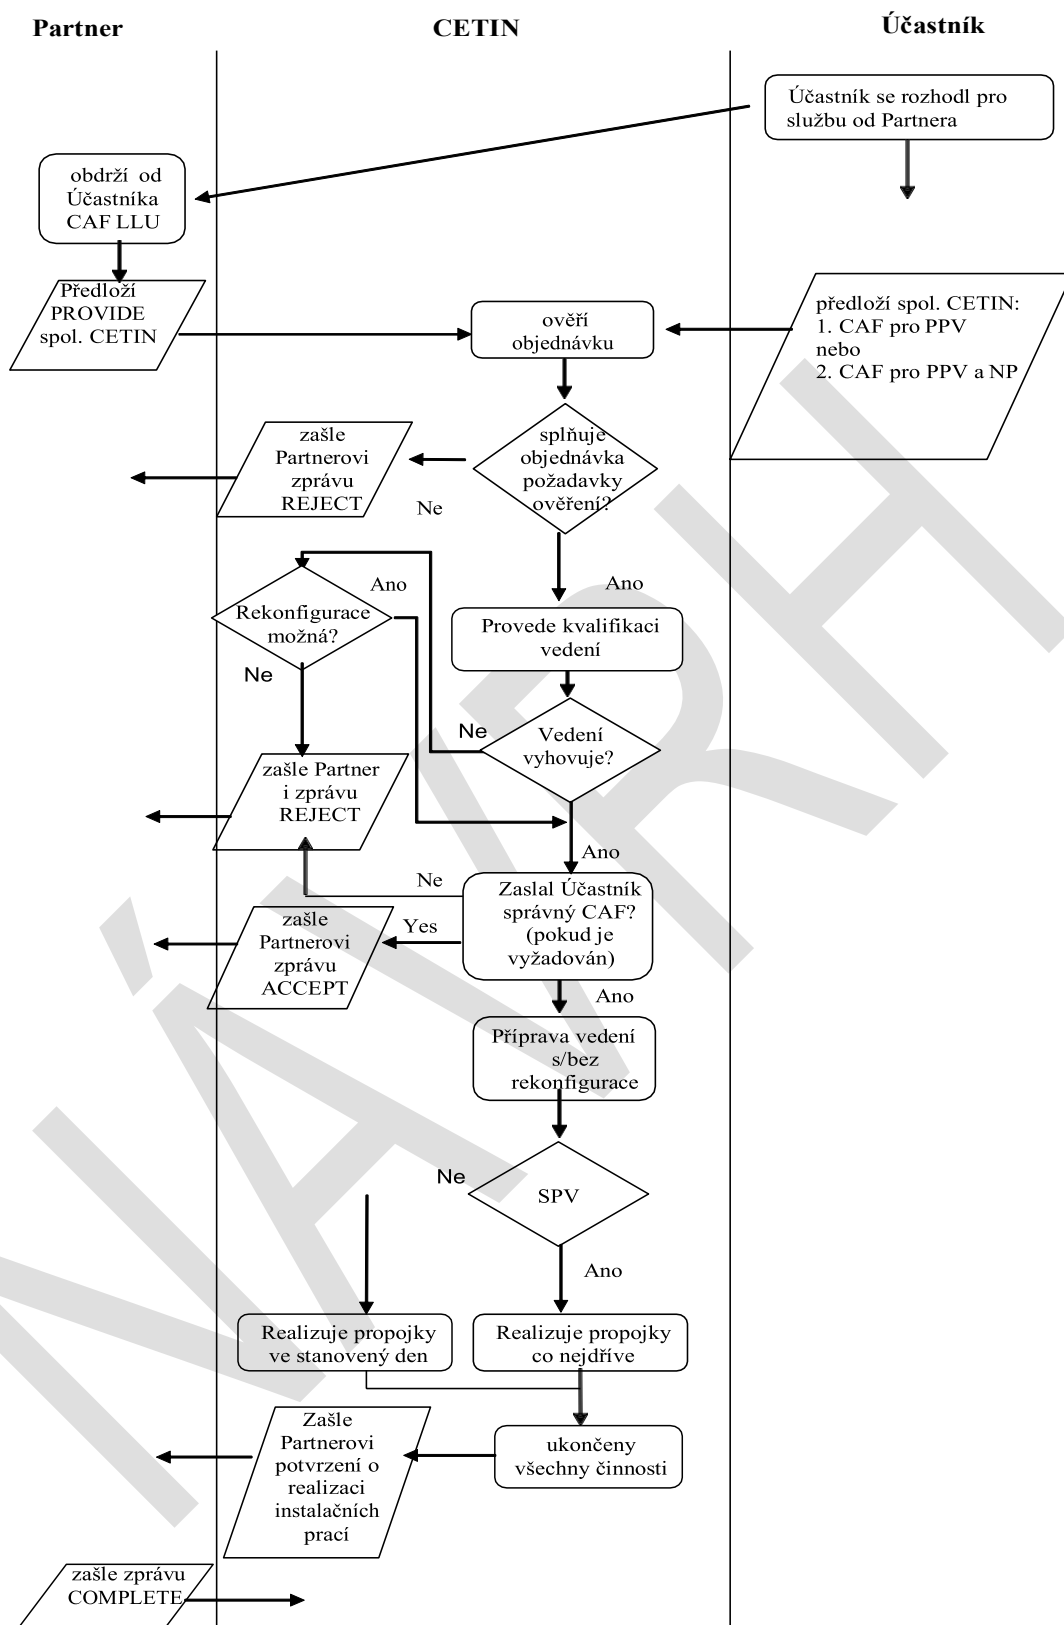 Partner
CETIN
Účastník
Účastník se rozhodl pro
službu od Partnera
obdrží od
Účastníka
CAF LLU
Předloží
PROVIDE
spol. CETIN
ověří
objednávku
předloží spol. CETIN:
1. CAF pro PPV
nebo
2. CAF pro PPV a NP
splňuje
objednávka
požadavky
ověření?
zašle
Partnerovi
zprávu
REJECT
Ne
Ano
Provede kvalifikaci
vedení
Rekonfigurace
možná?
Ano
Ne
Vedení
vyhovuje?
Ne
zašle Partner
i zprávu
REJECT
Ano
Zaslal Účastník
správný CAF?
(pokud je
vyžadován)
Ne
Yes
zašle
Partnerovi
zprávu
ACCEPT
Ano
Příprava vedení
s/bez
rekonfigurace
SPV
Ne
Ano
Realizuje propojky
ve stanovený den
Realizuje propojky
co nejdříve
ukončeny
všechny činnosti
Zašle
Partnerovi
potvrzení o
realizaci
instalačních
prací
zašle zprávu
COMPLETE
NÁVRH